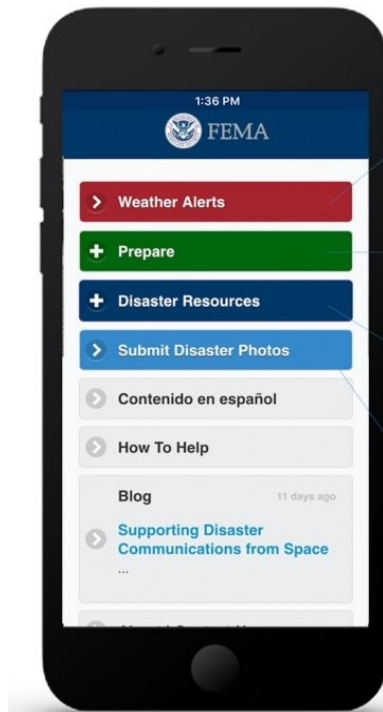 1:36 PM
FEMA
Weather Alerts
Prepare
Disaster Resources
Submit Disaster Photos
Contenido en español
How To Help
Blog
11 days ago
Supporting Disaster
Communications from Space
...